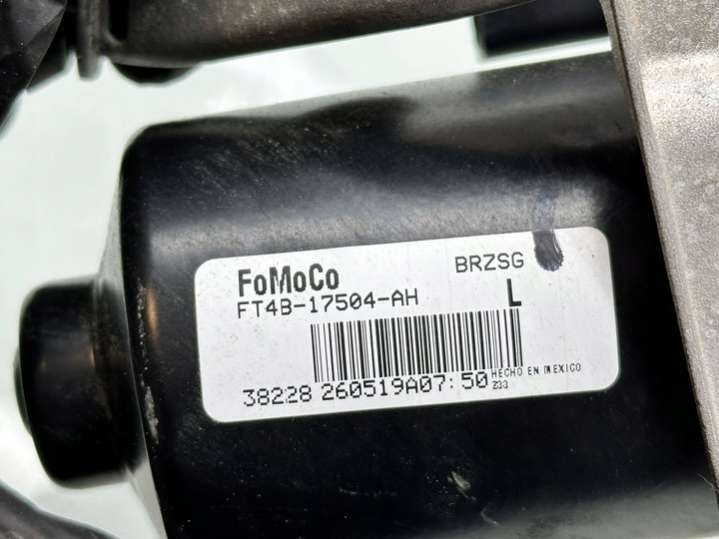 FoMoCo BRZSG
FT4B-17504-AH L
38228 260519A07:50 HECHO EN MEXICO
Z33